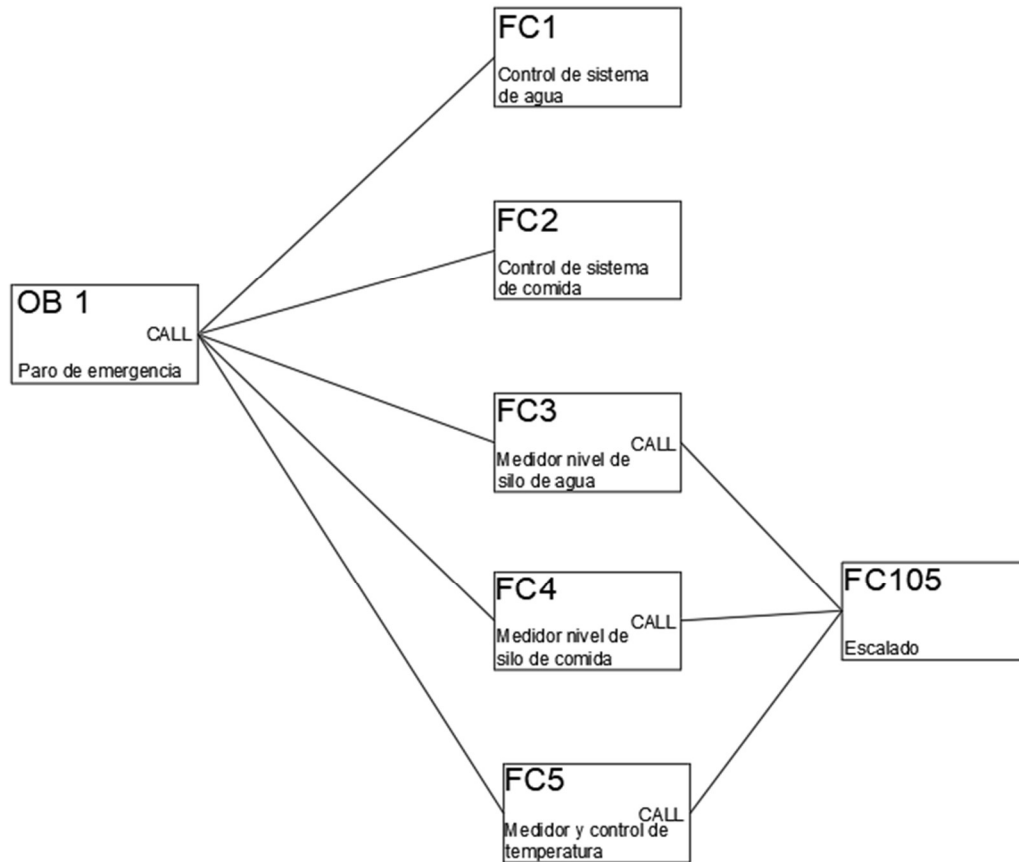 FC1
Control de sistema
de agua
FC2
Control de sistema
de comida
OB 1
CALL
Paro de emergencia
FC3
CALL
Medidor nivel de
silo de agua
FC4
CALL
Medidor nivel de
silo de comida
FC105
Escalado
FC5
CALL
Medidor y control de
temperatura